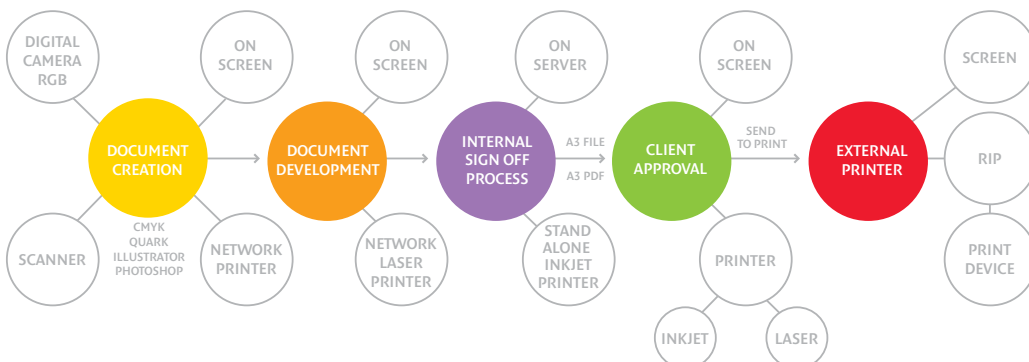 DIGITAL
CAMERA
RGB
ON
SCREEN
ON
SCREEN
ON
SERVER
ON
SCREEN
SCREEN
DOCUMENT
CREATION
DOCUMENT
DEVELOPMENT
INTERNAL
SIGN OFF
PROCESS
A3 FILE
A3 PDF
CLIENT
APPROVAL
SEND
TO PRINT
EXTERNAL
PRINTER
RIP
SCANNER
CMYK
QUARK
ILLUSTRATOR
PHOTOSHOP
NETWORK
PRINTER
NETWORK
LASER
PRINTER
STAND
ALONE
INKJET
PRINTER
PRINTER
PRINT
DEVICE
INKJET
LASER